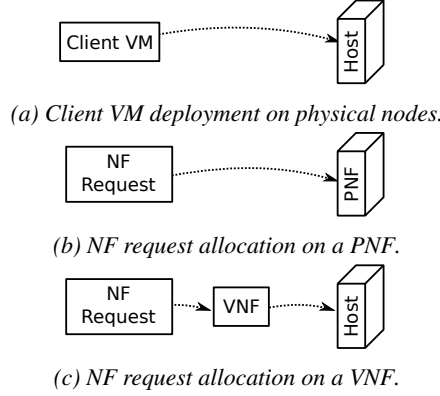 Client VM
Host
(a) Client VM deployment on physical nodes.
NF
Request
PNF
(b) NF request allocation on a PNF.
NF
Request
VNF
Host
(c) NF request allocation on a VNF.